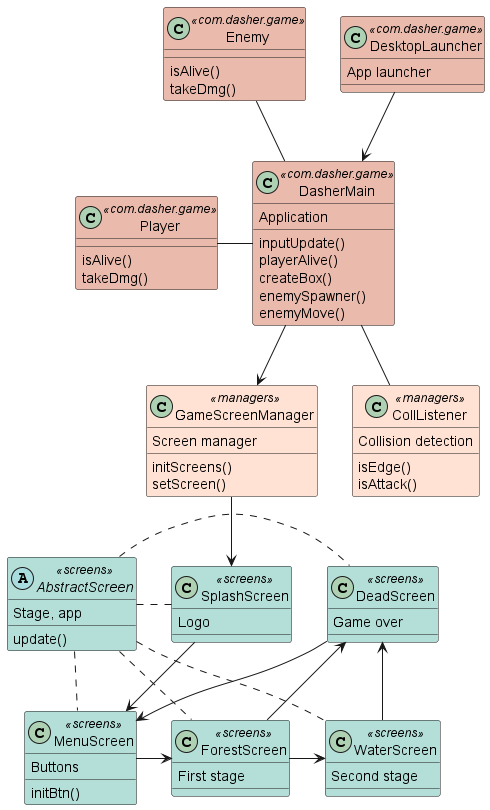 C «com.dasher.game»
Enemy
isAlive()
takeDmg()
C «com.dasher.game»
DesktopLauncher
App launcher
C «com.dasher.game»
DasherMain
Application
inputUpdate()
playerAlive()
createBox()
enemySpawner()
enemyMove()
C «com.dasher.game»
Player
isAlive()
takeDmg()
C «managers»
GameScreenManager
Screen manager
initScreens()
setScreen()
C «managers»
CollListener
Collision detection
isEdge()
isAttack()
A «screens»
AbstractScreen
Stage, app
update()
C «screens»
SplashScreen
Logo
C «screens»
DeadScreen
Game over
C «screens»
MenuScreen
Buttons
initBtn()
C «screens»
ForestScreen
First stage
C «screens»
WaterScreen
Second stage